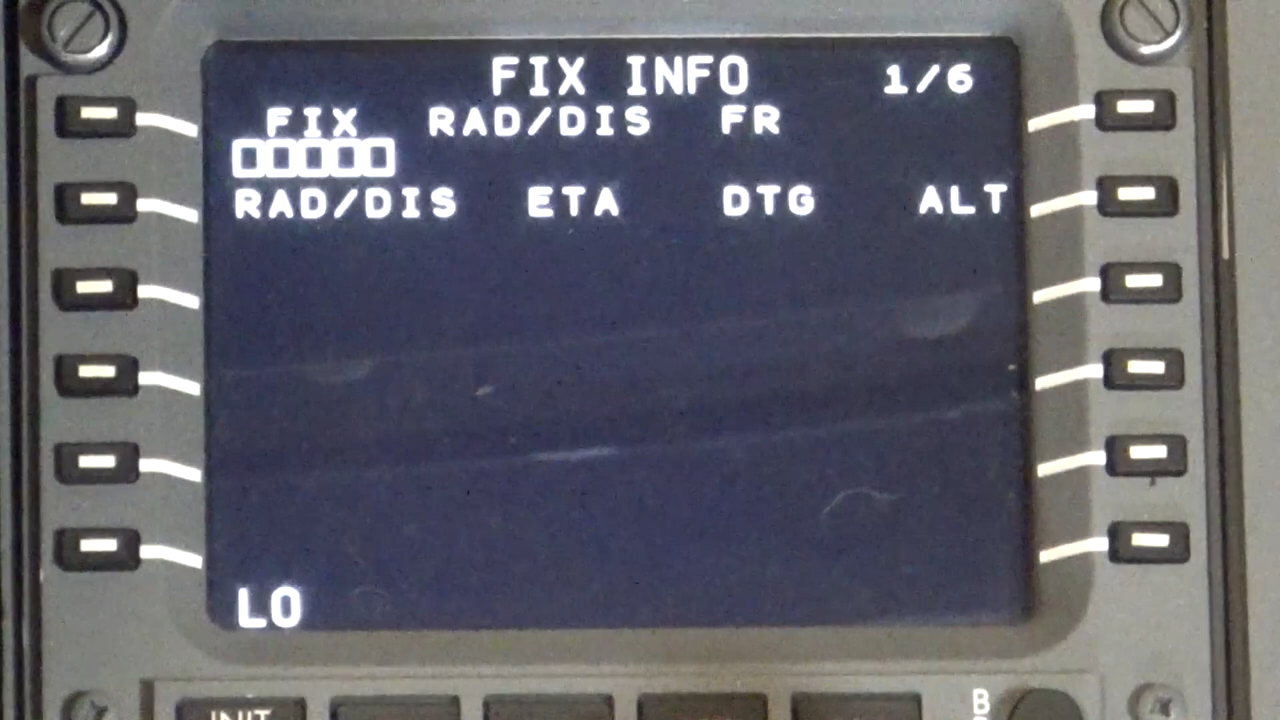 FIX INFO 1/6
FIX RAD/DIS FR
RAD/DIS ETA DTG ALT
LO
INIT
B